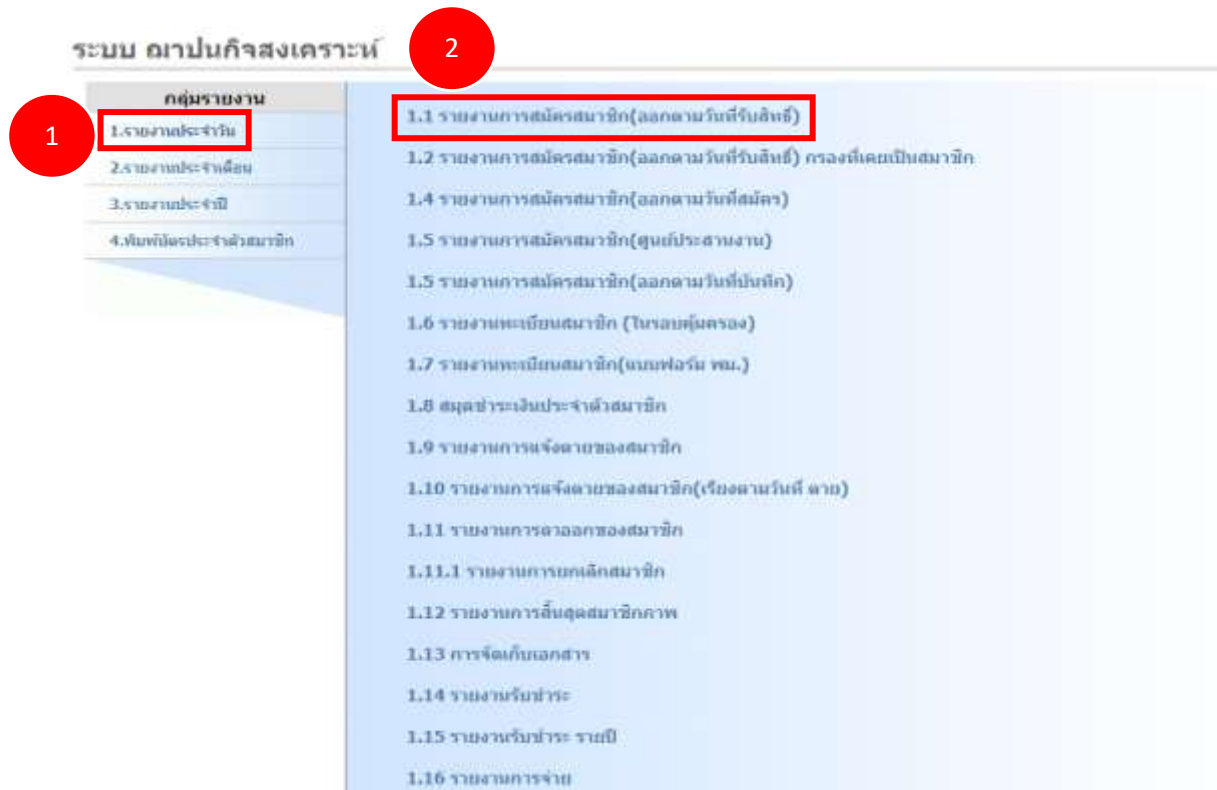 ระบบ ฌาปนกิจสงเคราะห์
2
กลุ่มรายงาน
1
1.รายงานประจำวัน
2.รายงานประจำเดือน
3.รายงานประจำปี
4.พิมพ์บัตรประจำตัวสมาชิก
1.1 รายงานการสมัครสมาชิก(ออกตามวันที่รับสิทธิ์)
1.2 รายงานการสมัครสมาชิก(ออกตามวันที่รับสิทธิ์) กรองที่เคยเป็นสมาชิก
1.4 รายงานการสมัครสมาชิก(ออกตามวันที่สมัคร)
1.5 รายงานการสมัครสมาชิก(ศูนย์ประสานงาน)
1.5 รายงานการสมัครสมาชิก(ออกตามวันที่บันทึก)
1.6 รายงานทะเบียนสมาชิก (ในรอบคุ้มครอง)
1.7 รายงานทะเบียนสมาชิก(แบบฟอร์ม พม.)
1.8 สมุดชำระเงินประจำตัวสมาชิก
1.9 รายงานการแจ้งตายของสมาชิก
1.10 รายงานการแจ้งตายของสมาชิก(เรียงตามวันที่ ตาย)
1.11 รายงานการลาออกของสมาชิก
1.11.1 รายงานการยกเลิกสมาชิก
1.12 รายงานการสิ้นสุดสมาชิกภาพ
1.13 การจัดเก็บเอกสาร
1.14 รายงานรับชำระ
1.15 รายงานรับชำระ รายปี
1.16 รายงานการจ่าย